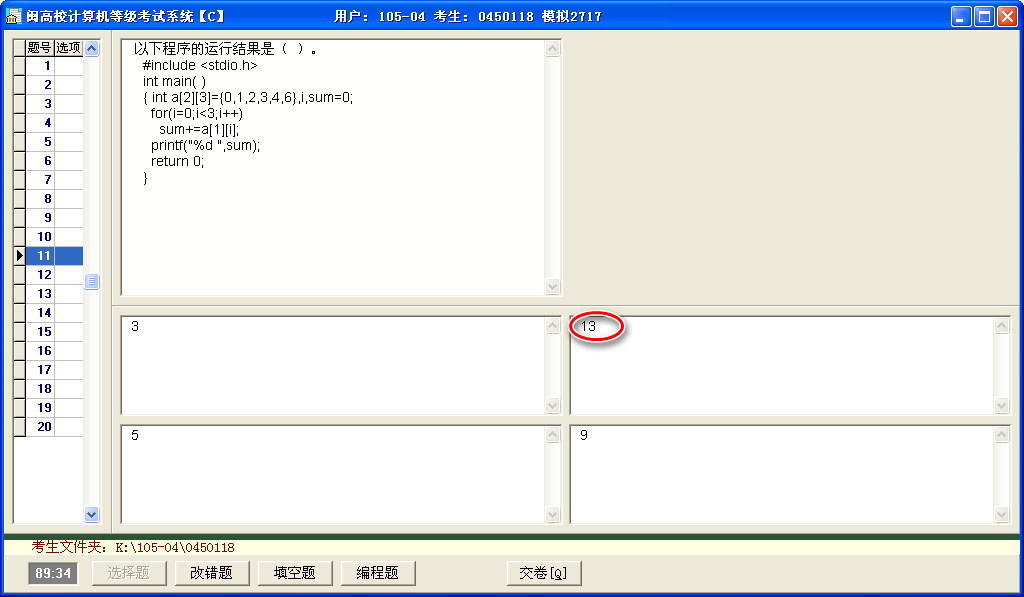 闽高校计算机等级考试系统【C】 用户: 105-04 考生: 0450118 模拟2717
题号 选项
1
2
3
4
5
6
7
8
9
10
11
12
13
14
15
16
17
18
19
20
以下程序的运行结果是（ ）。
#include <stdio.h>
int main( )
{ int a[2][3]={0,1,2,3,4,6},i,sum=0;
for(i=0;i<3;i++)
sum+=a[1][i];
printf("%d ",sum);
return 0;
}
3
13
5
9
考生文件夹: K:\105-04\0450118
89:34 选择题 改错题 填空题 编程题 交卷[Q]